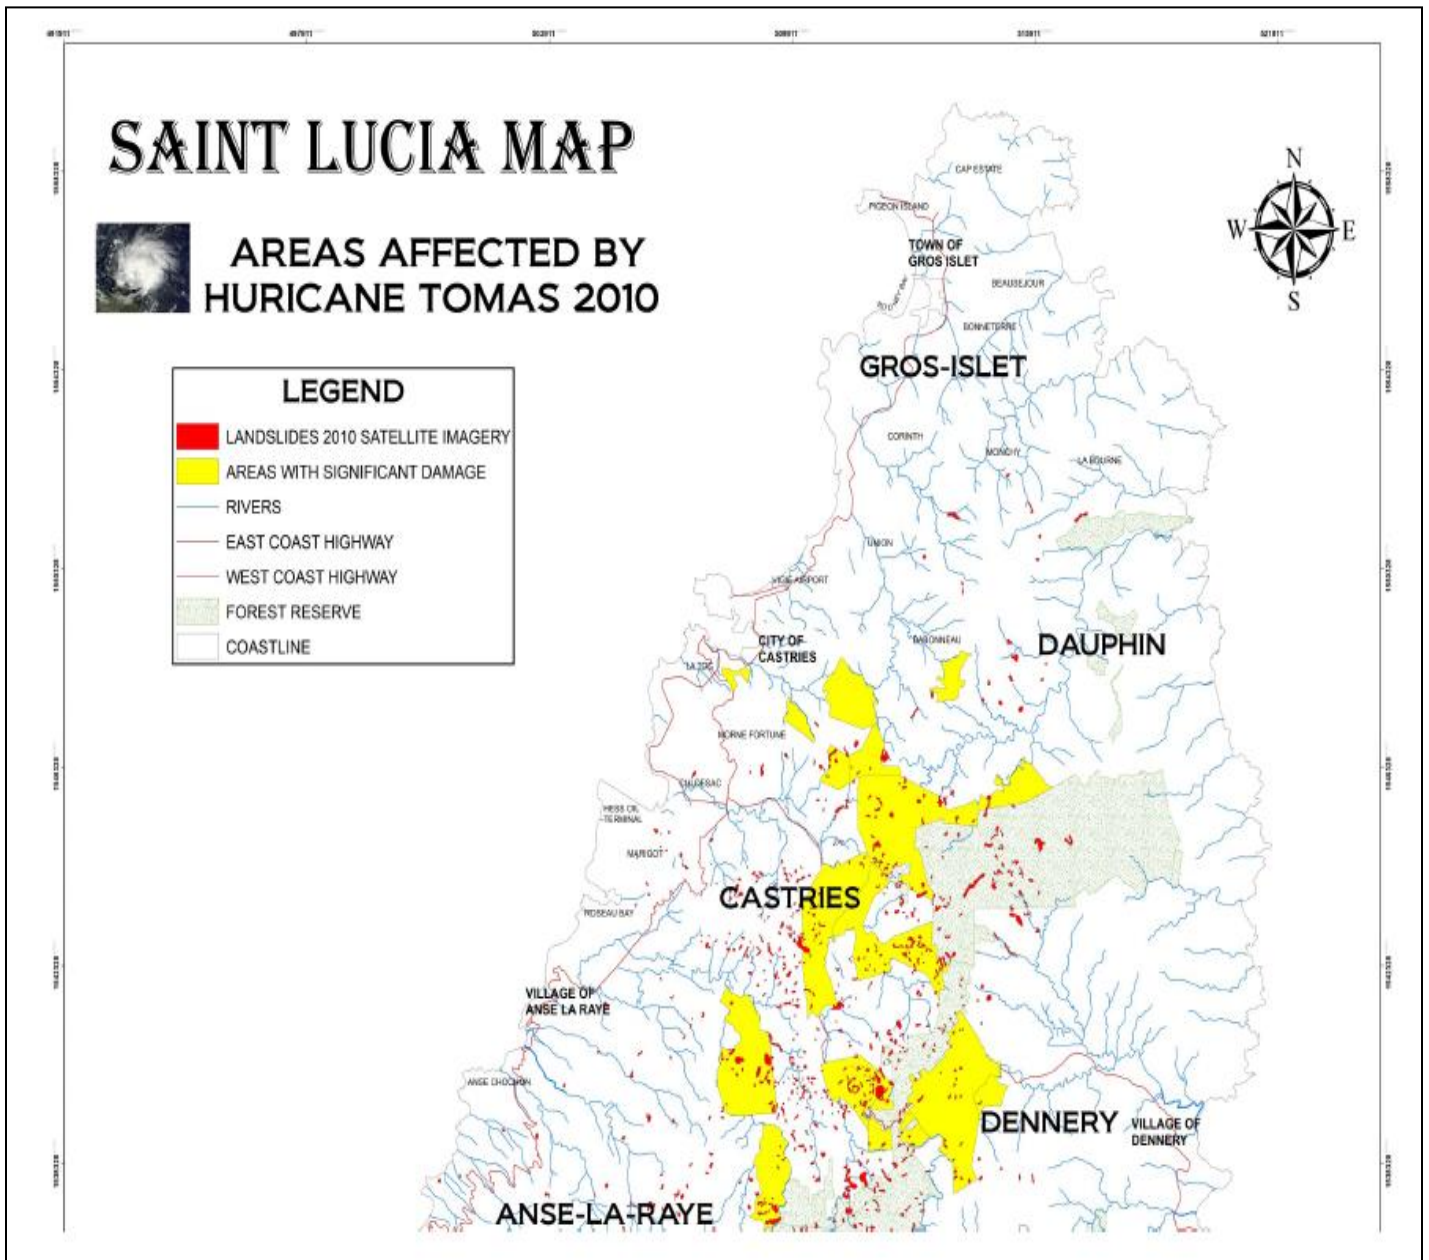 SAINT LUCIA MAP
AREAS AFFECTED BY
HURICANE TOMAS 2010
LEGEND
LANDSLIDES 2010 SATELLITE IMAGERY
AREAS WITH SIGNIFICANT DAMAGE
RIVERS
EAST COAST HIGHWAY
WEST COAST HIGHWAY
FOREST RESERVE
COASTLINE
N
W
E
S
CAP ESTATE
PIGEON ISLAND
TOWN OF
GROS ISLET
BEAUSEJOUR
BONNETERRE
GROS-ISLET
CORINTH
MONCHY
LA BOURNE
UNION
VIGIE AIRPORT
CITY OF
CASTRIES
BABONNEAU
DAUPHIN
LA TOC
MORNE FORTUNE
CULDESAC
HESS OIL
TERMINAL
MARIGOT
CASTRIES
ROSEAU BAY
VILLAGE OF
ANSE LA RAYE
ANSE CHOCHON
DENNERY
VILLAGE OF
DENNERY
ANSE-LA-RAYE